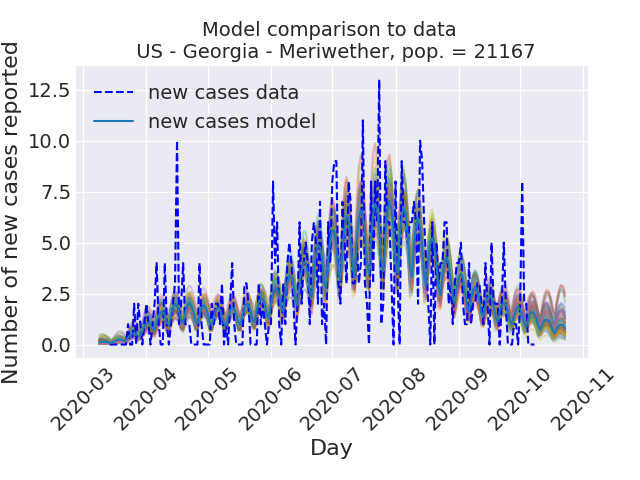 Model comparison to data
US - Georgia - Meriwether, pop. = 21167
Number of new cases reported
12.5
10.0
7.5
5.0
2.5
0.0
new cases data
new cases model
2020-03
2020-04
2020-05
2020-06
2020-07
2020-08
2020-09
2020-10
2020-11
Day